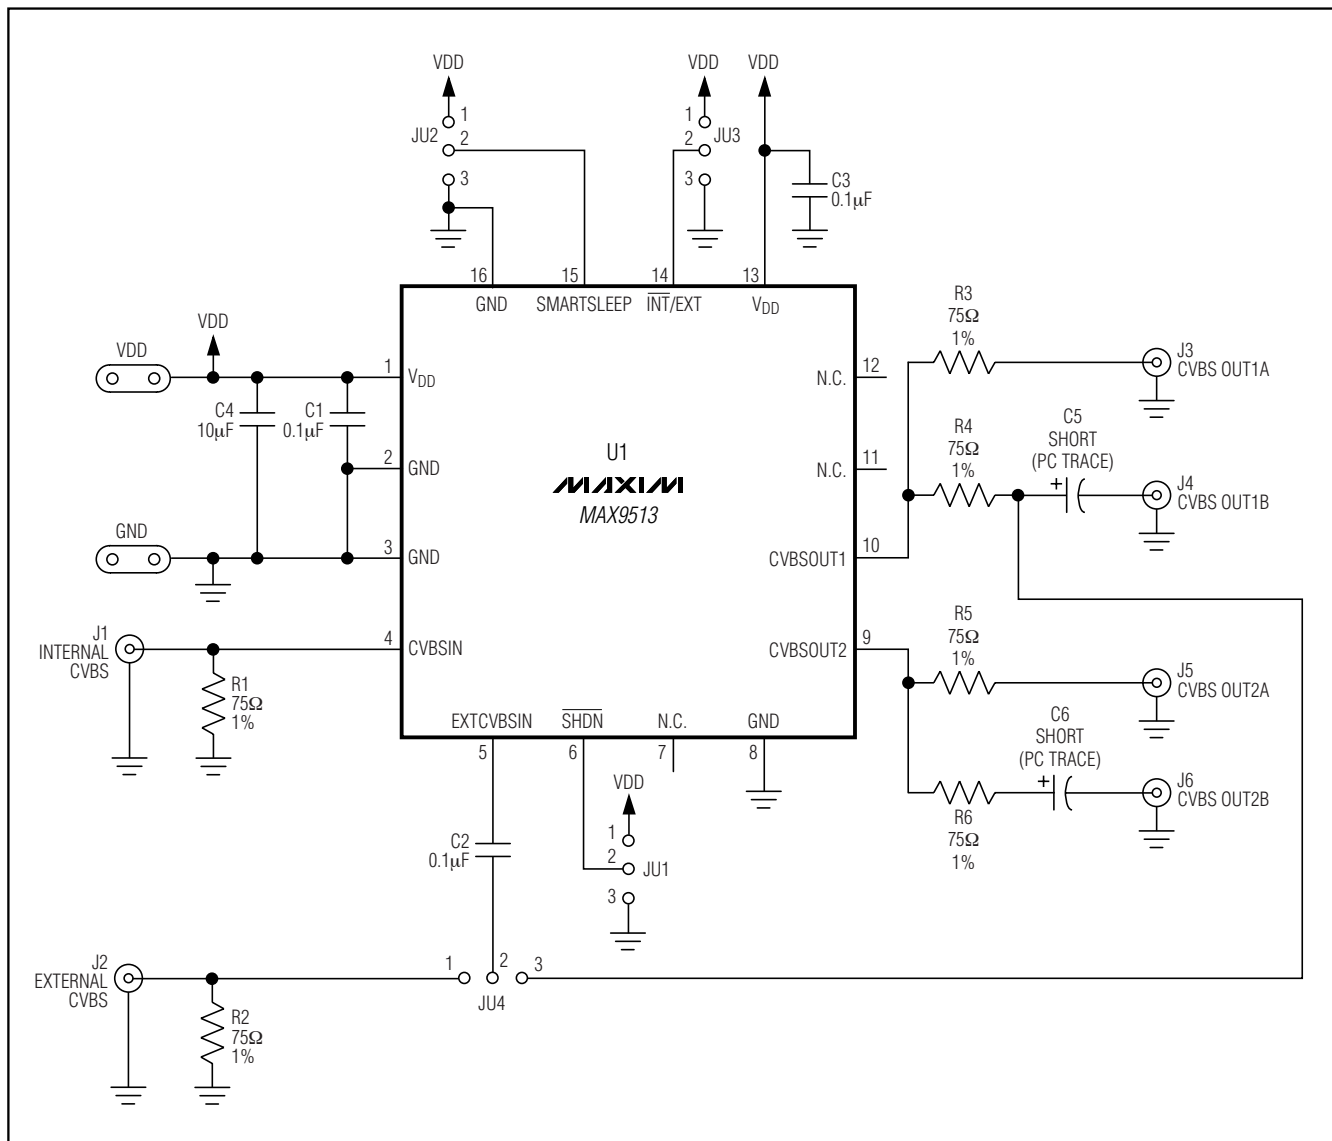 VDD
VDD
VDD
1
JU2
2
3
1
2
JU3
3
C3
0.1μF
16
15
14
13
GND
SMARTSLEEP
INT/EXT
VDD
VDD
VDD
1
VDD
C4
10μF
C1
0.1μF
2
GND
GND
3
GND
U1
MAXIM
MAX9513
12
N.C.
11
N.C.
10
CVBSOUT1
9
CVBSOUT2
R3
75Ω
1%
J3
CVBS OUT1A
R4
75Ω
1%
C5
SHORT
(PC TRACE)
+
J4
CVBS OUT1B
R5
75Ω
1%
J5
CVBS OUT2A
C6
SHORT
(PC TRACE)
+
J6
CVBS OUT2B
R6
75Ω
1%
J1
INTERNAL
CVBS
4
CVBSIN
R1
75Ω
1%
EXTCVBSIN
SHDN
N.C.
GND
5
6
7
8
VDD
1
2
JU1
3
C2
0.1μF
J2
EXTERNAL
CVBS
1
2
3
JU4
R2
75Ω
1%